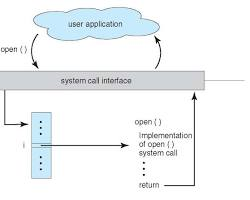 user application
open ( )
system call interface
i
open ( )
Implementation
of open ( )
system call
return